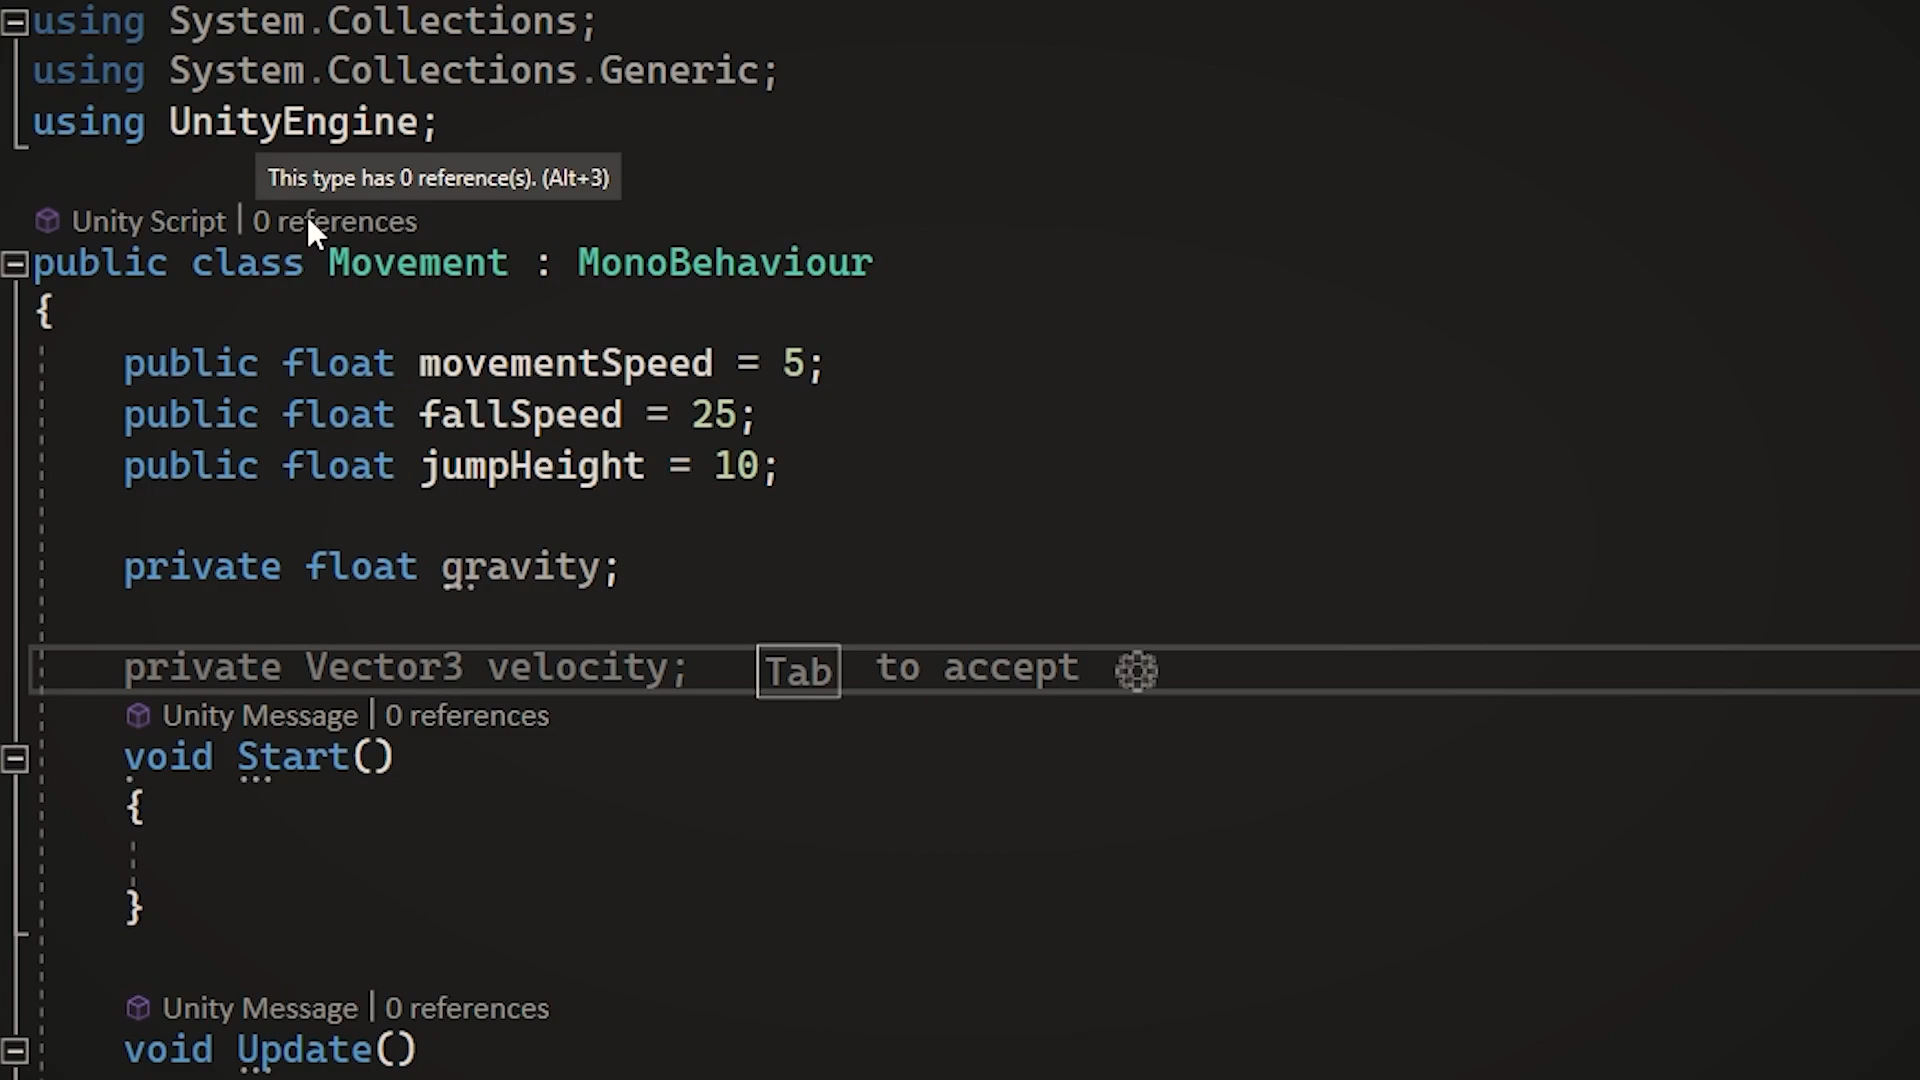 using System.Collections;
using System.Collections.Generic;
using UnityEngine;
This type has 0 reference(s). (Alt+3)
Unity Script | 0 references
public class Movement : MonoBehaviour
{
public float movementSpeed = 5;
public float fallSpeed = 25;
public float jumpHeight = 10;
private float gravity;
private Vector3 velocity; Tab to accept
Unity Message | 0 references
void Start()
{
}
Unity Message | 0 references
void Update()